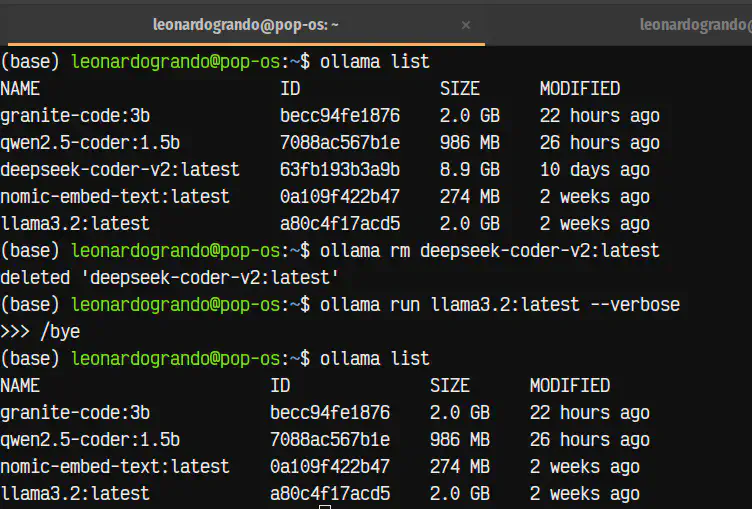 leonardogrando@pop-os: ~ × leonardogrando@
(base) leonardogrando@pop-os:~$ ollama list
NAME ID SIZE MODIFIED
granite-code:3b becc94fe1876 2.0 GB 22 hours ago
qwen2.5-coder:1.5b 7088ac567b1e 986 MB 26 hours ago
deepseek-coder-v2:latest 63fb193b3a9b 8.9 GB 10 days ago
nomic-embed-text:latest 0a109f422b47 274 MB 2 weeks ago
llama3.2:latest a80c4f17acd5 2.0 GB 2 weeks ago
(base) leonardogrando@pop-os:~$ ollama rm deepseek-coder-v2:latest
deleted 'deepseek-coder-v2:latest'
(base) leonardogrando@pop-os:~$ ollama run llama3.2:latest --verbose
>>> /bye
(base) leonardogrando@pop-os:~$ ollama list
NAME ID SIZE MODIFIED
granite-code:3b becc94fe1876 2.0 GB 22 hours ago
qwen2.5-coder:1.5b 7088ac567b1e 986 MB 26 hours ago
nomic-embed-text:latest 0a109f422b47 274 MB 2 weeks ago
llama3.2:latest a80c4f17acd5 2.0 GB 2 weeks ago